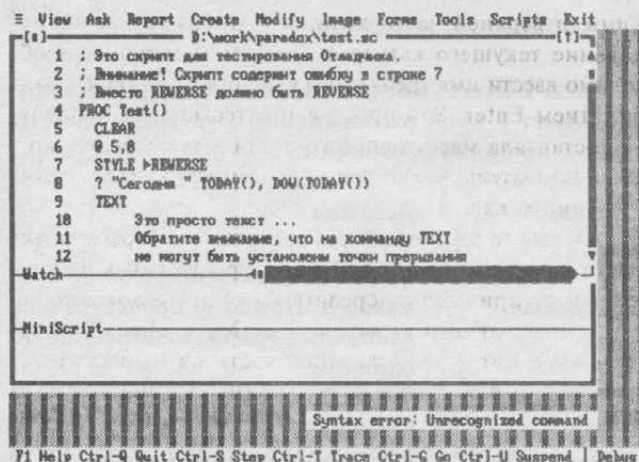 ≡ View Ask Report Create Modify Image Forms Tools Scripts Exit
[■] D:\work\paradox\test.sc [↑]
1 ; Это скрипт для тестирования Отладчика.
2 ; Внимание! Скрипт содержит ошибку в строке 7
3 ; Вместо REWERSE должно быть REVERSE
4 PROC Test()
5 CLEAR
6 @ 5,0
7 STYLE ►REWERSE
8 ? "Сегодня " TODAY(), DOW(TODAY())
9 TEXT
10 Это просто текст ...
11 Обратите внимание, что на комманду TEXT
12 не могут быть установлены точки прерывания
Watch
MiniScript
Syntax error: Unrecognized command
F1 Help Ctrl-Q Quit Ctrl-S Step Ctrl-T Trace Ctrl-G Go Ctrl-U Suspend | Debug